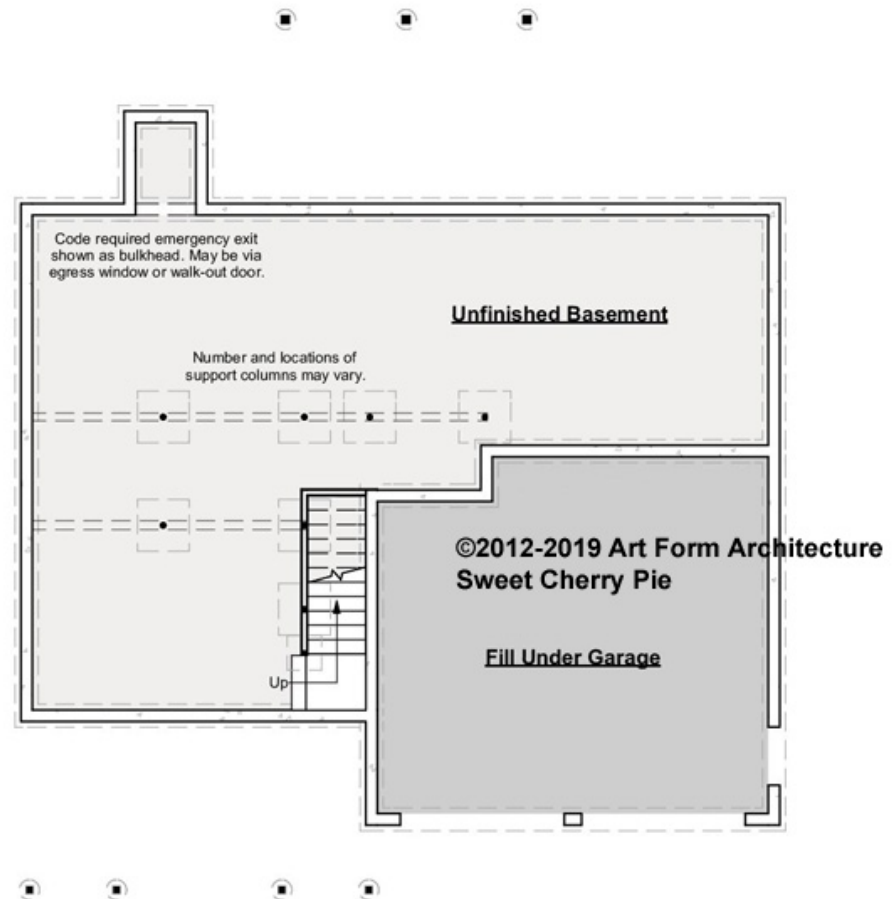 Code required emergency exit
shown as bulkhead. May be via
egress window or walk-out door.
Unfinished Basement
Number and locations of
support columns may vary.
©2012-2019 Art Form Architecture
Sweet Cherry Pie
Fill Under Garage
Up